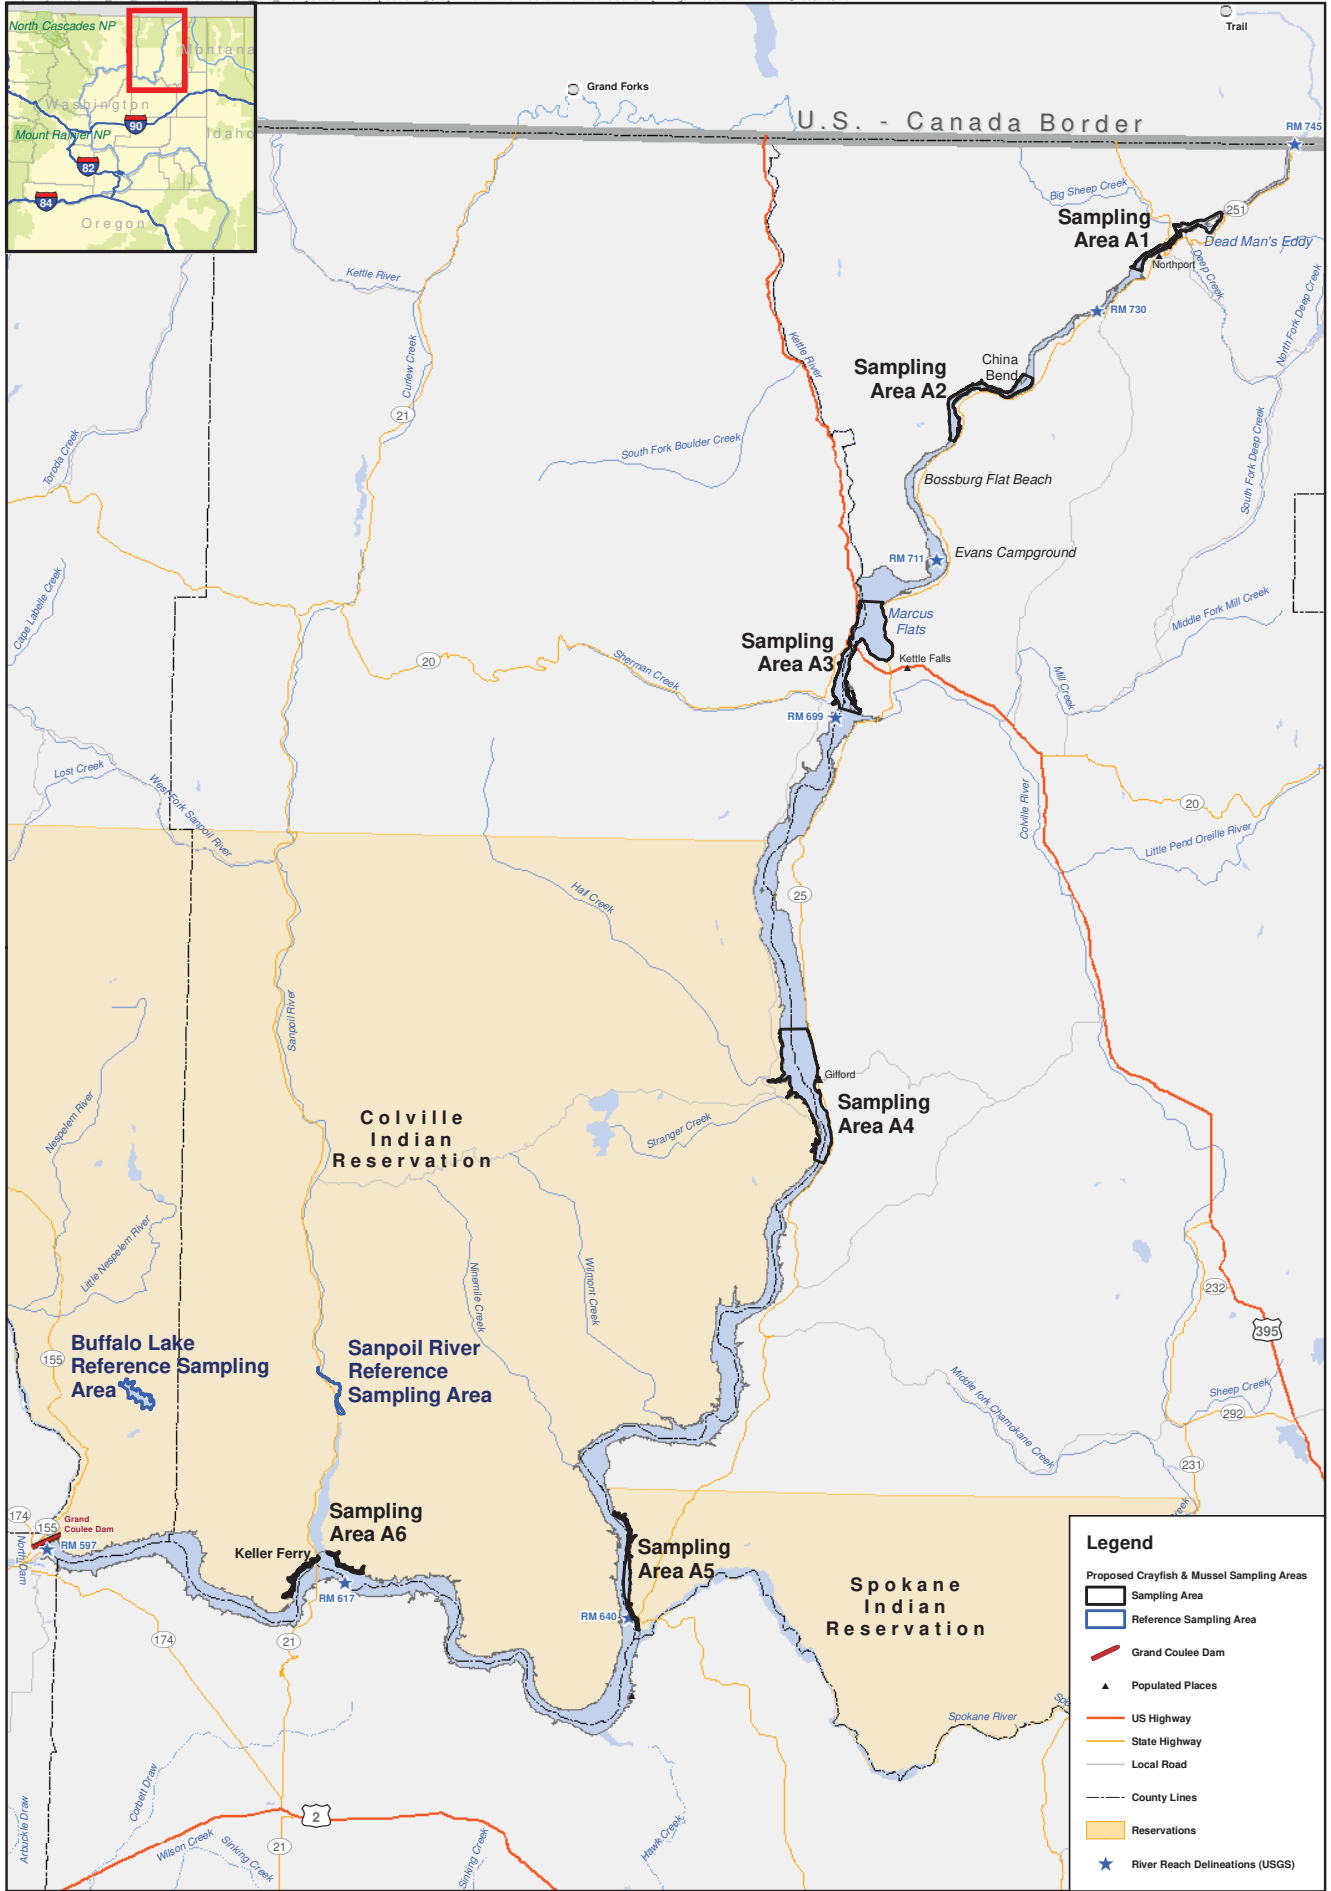 North Cascades NP
Montana
Washington
90
Mount Rainier NP
Idaho
82
84
Oregon
Trail
Grand Forks
U.S. - Canada Border
RM 745
Big Sheep Creek
Sampling
Area A1
251
Dead Man's Eddy
Northport
Deep Creek
North Fork Deep Creek
RM 730
Kettle River
Kettle River
Curlew Creek
China
Bend
Sampling
Area A2
21
South Fork Boulder Creek
Toroda Creek
South Fork Deep Creek
Bossburg Flat Beach
RM 711
Evans Campground
Cape Labelle Creek
Marcus
Flats
Middle Fork Mill Creek
Sampling
Area A3
Kettle Falls
20
Sherman Creek
Mill Creek
RM 699
Lost Creek
West Fork Sanpoil River
Colville River
20
Little Pend Oreille River
Hall Creek
25
Sanpoil River
Gifford
Sampling
Area A4
Nespelem River
Colville
Indian
Reservation
Stranger Creek
Little Nespelem River
Ninemile Creek
Wilmont Creek
232
395
Buffalo Lake
Reference Sampling
Area
155
Sanpoil River
Reference
Sampling Area
Middle fork Chamokane Creek
Sheep Creek
292
231
reek
174
155
Grand
Coulee Dam
RM 597
North Dam
Sampling
Area A6
Keller Ferry
RM 617
Sampling
Area A5
RM 640
Spokane
Indian
Reservation
174
21
Spokane River
Spo
Corbett Draw
Arbuckle Draw
2
Wilson Creek
Sinking Creek
21
Sinking Creek
Hawk Creek
Legend
Proposed Crayfish & Mussel Sampling Areas
Sampling Area
Reference Sampling Area
Grand Coulee Dam
Populated Places
US Highway
State Highway
Local Road
County Lines
Reservations
River Reach Delineations (USGS)